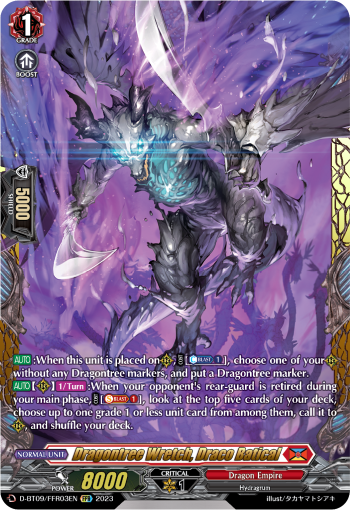 1
GRADE
BOOST
5000
SHIELD
AUTO :When this unit is placed on , COST [ BLAST 1 ], choose one of your
without any Dragontree markers, and put a Dragontree marker.
AUTO 【 】 1/Turn :When your opponent's rear-guard is retired during
your main phase, COST [ BLAST 1 ], look at the top five cards of your deck,
choose up to one grade 1 or less unit card from among them, call it to
, and shuffle your deck.
NORMAL UNIT Dragontree Wretch, Draco Batical
POWER 8000 CRITICAL 1 Dragon Empire
Hydragrum
D-BT09/FFR03EN FFR 2023 illust/タカヤマトシアキ